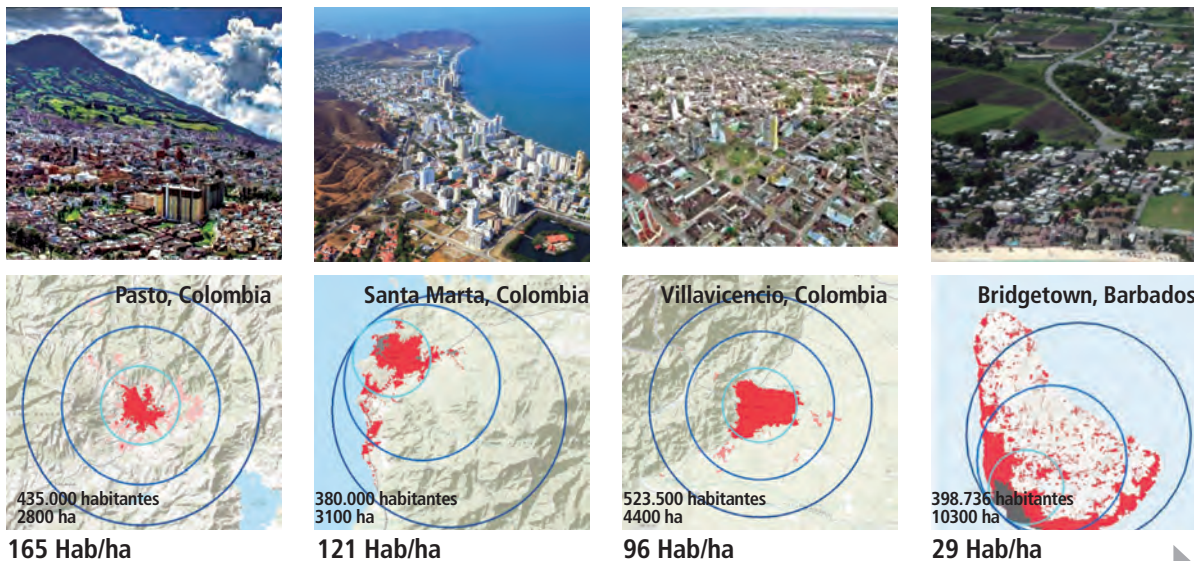 Pasto, Colombia
435.000 habitantes
2800 ha
165 Hab/ha
Santa Marta, Colombia
380.000 habitantes
3100 ha
121 Hab/ha
Villavicencio, Colombia
523.500 habitantes
4400 ha
96 Hab/ha
Bridgetown, Barbados
398.736 habitantes
10300 ha
29 Hab/ha